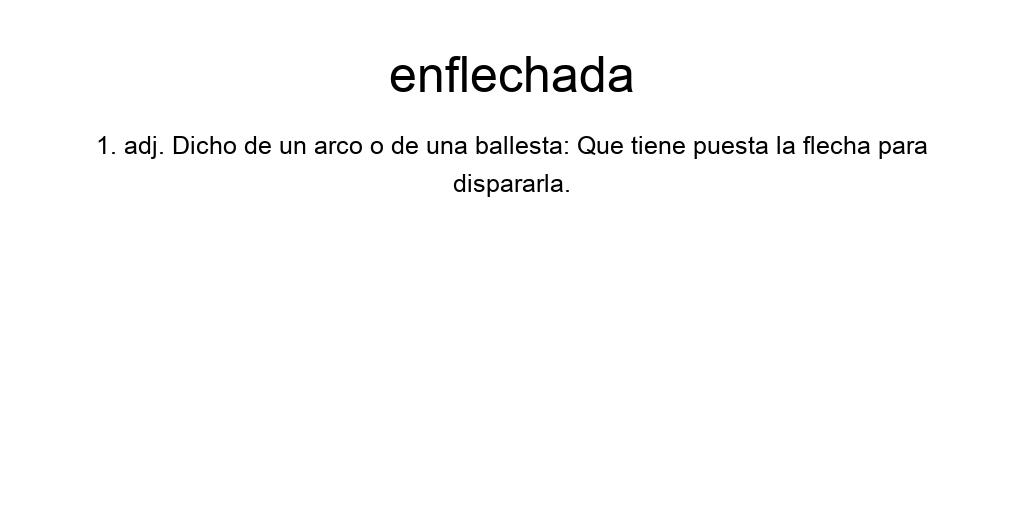 enflechada
1. adj. Dicho de un arco o de una ballesta: Que tiene puesta la flecha para
dispararla.